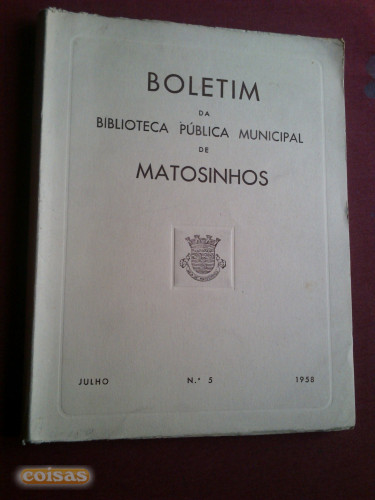 BOLETIM
DA
BIBLIOTECA PÚBLICA MUNICIPAL
DE
MATOSINHOS
JULHO N.º 5 1958
coisas